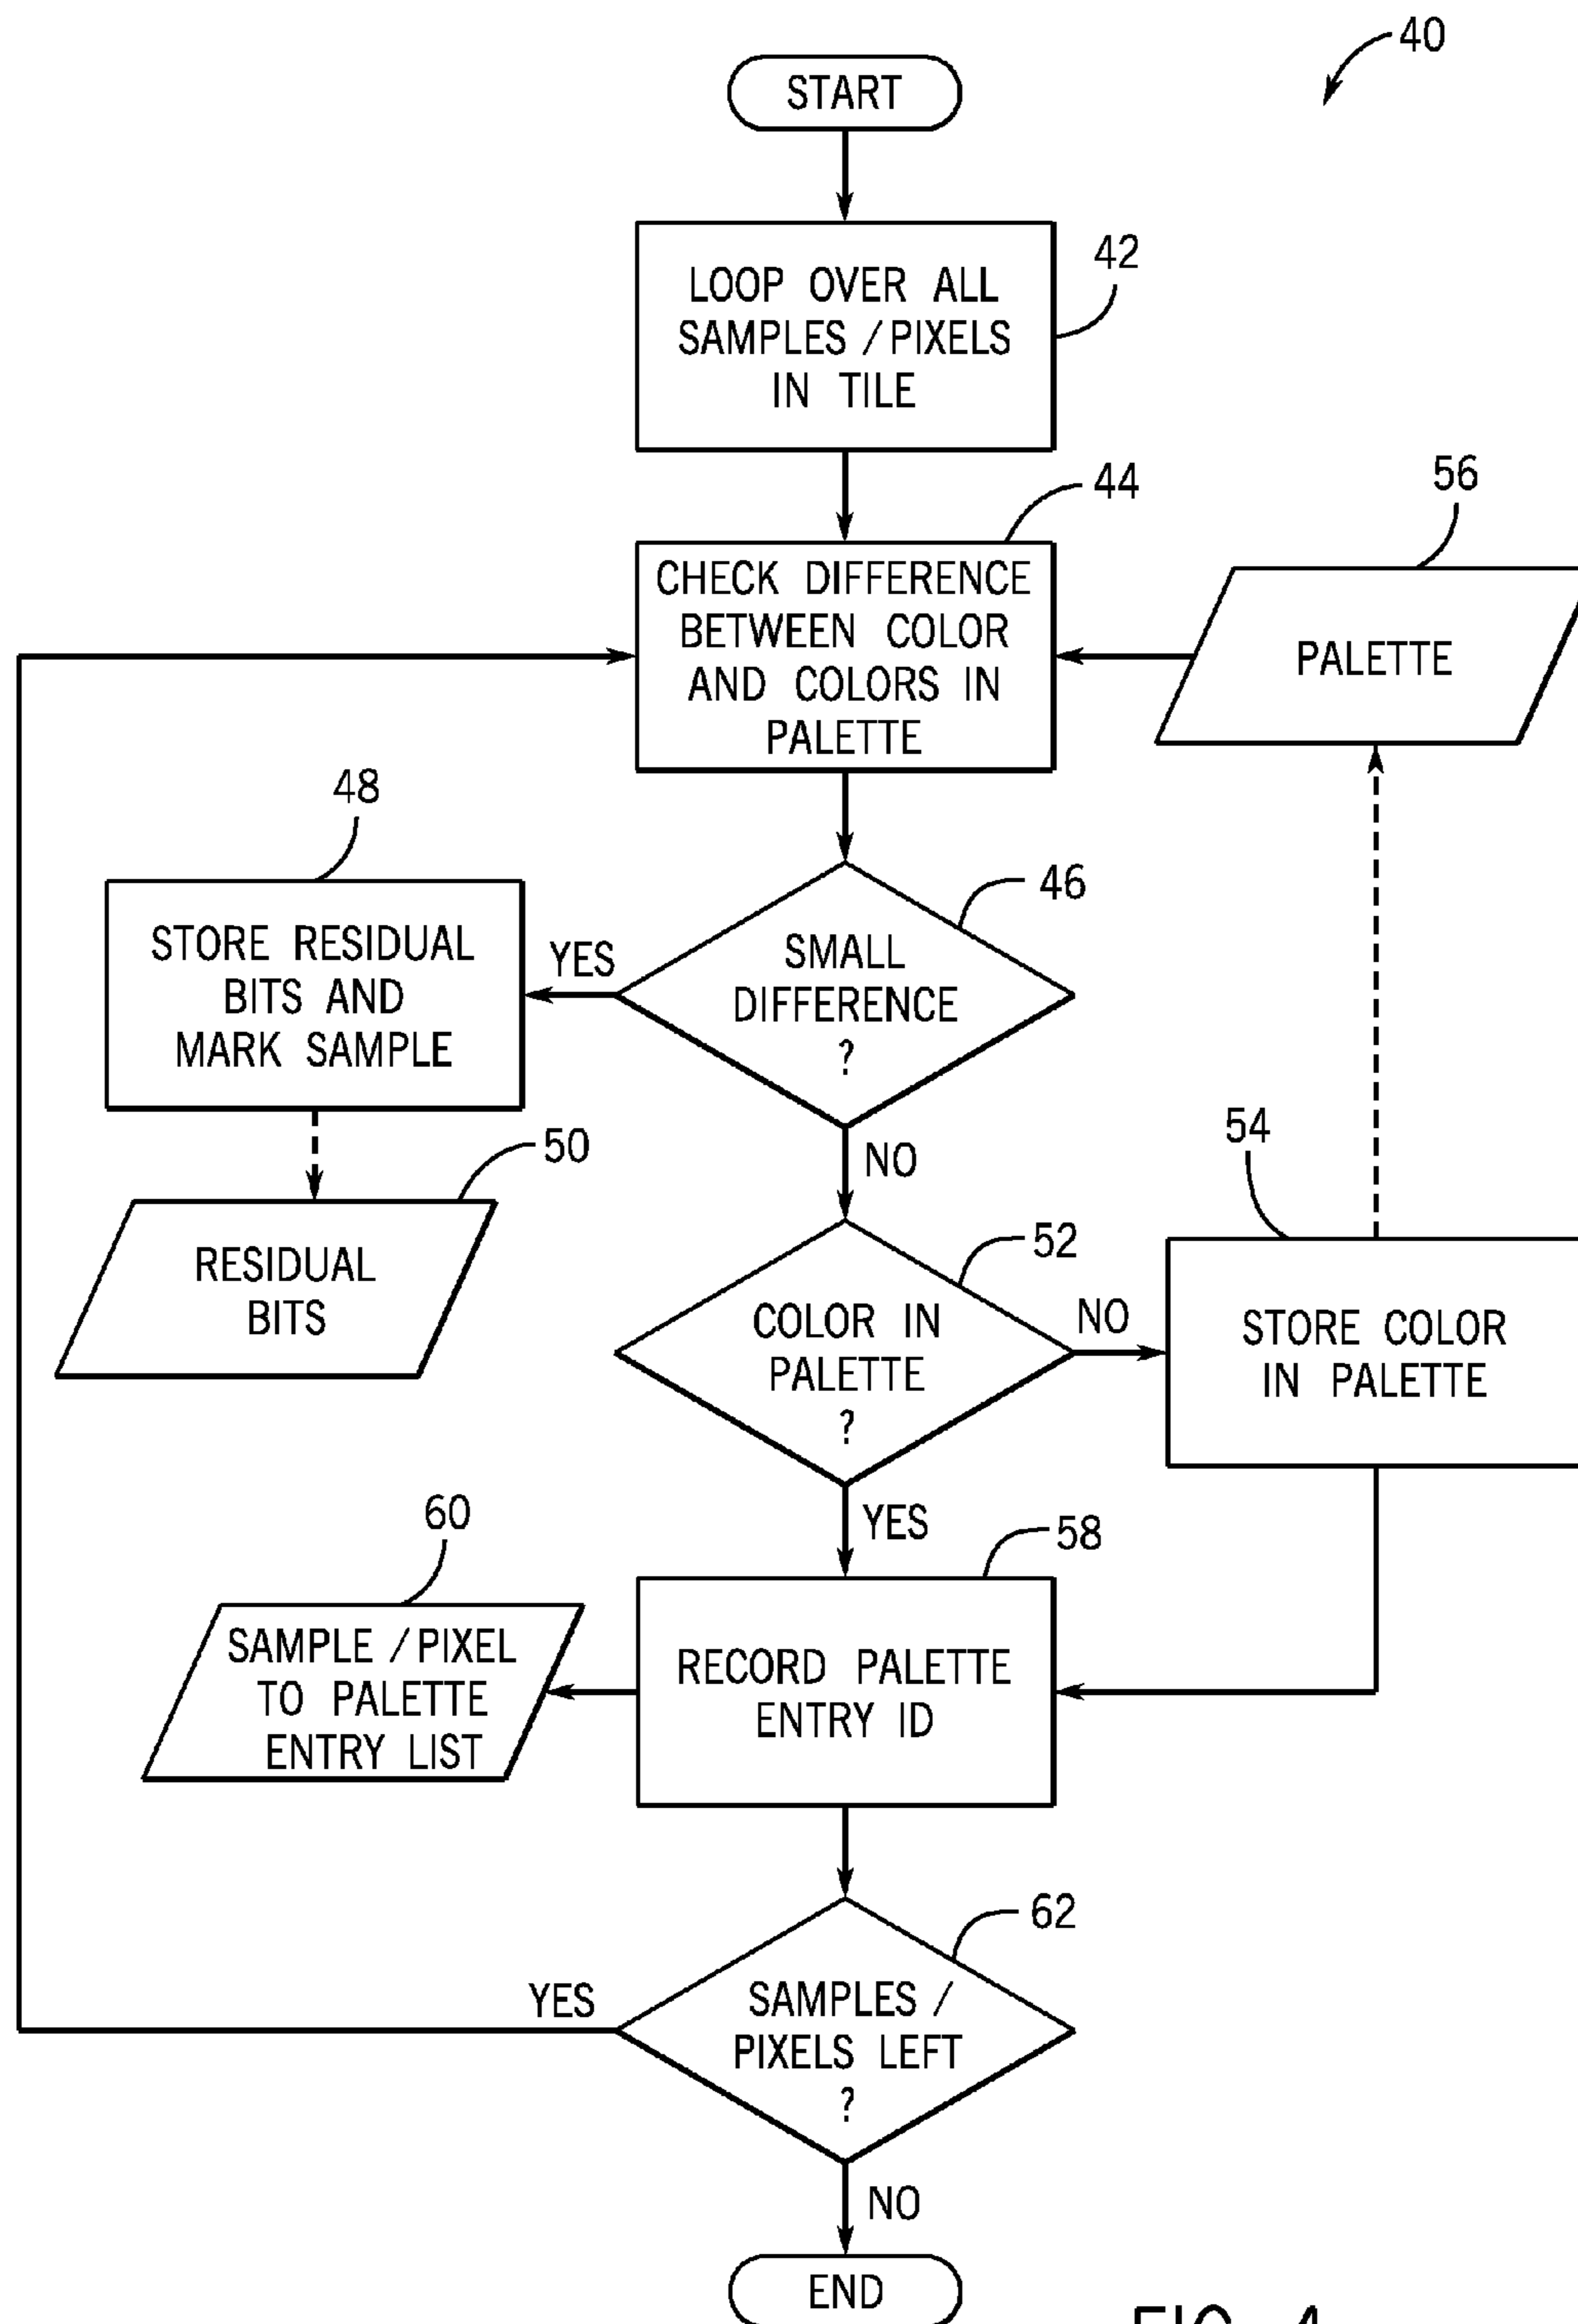 40
START
42
LOOP OVER ALL
SAMPLES / PIXELS
IN TILE
44
56
CHECK DIFFERENCE
BETWEEN COLOR
AND COLORS IN
PALETTE
PALETTE
48
46
STORE RESIDUAL
BITS AND
MARK SAMPLE
YES
SMALL
DIFFERENCE
?
50
NO
54
RESIDUAL
BITS
52
COLOR IN
PALETTE
?
NO
STORE COLOR
IN PALETTE
60
YES
58
SAMPLE / PIXEL
TO PALETTE
ENTRY LIST
RECORD PALETTE
ENTRY ID
62
YES
SAMPLES /
PIXELS LEFT
?
NO
END